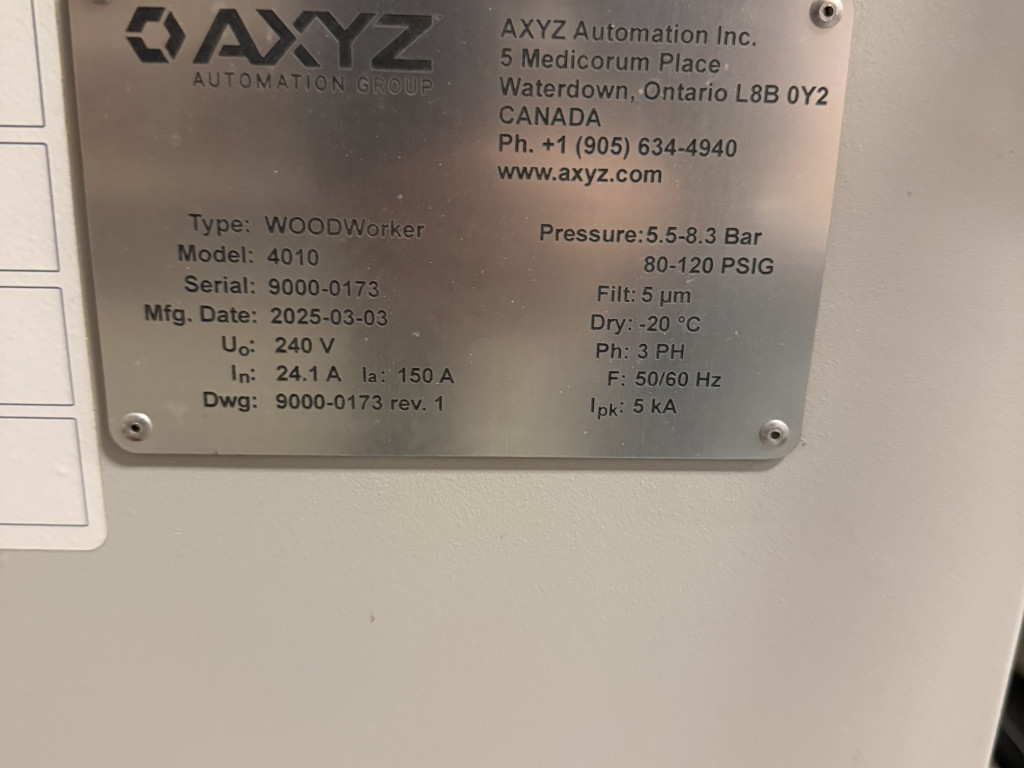 AXYZ
AUTOMATION GROUP
AXYZ Automation Inc.
5 Medicorum Place
Waterdown, Ontario L8B 0Y2
CANADA
Ph. +1 (905) 634-4940
www.axyz.com
Type: WOODWorker
Model: 4010
Serial: 9000-0173
Mfg. Date: 2025-03-03
Uo: 240 V
In: 24.1 A Ia: 150 A
Dwg: 9000-0173 rev. 1
Pressure: 5.5-8.3 Bar
80-120 PSIG
Filt: 5 µm
Dry: -20 °C
Ph: 3 PH
F: 50/60 Hz
Ipk: 5 kA